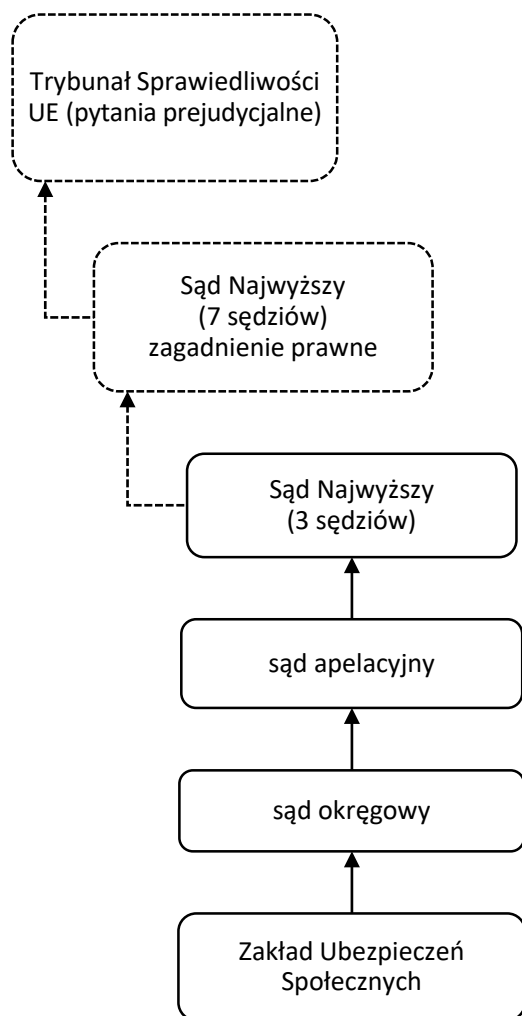 Trybunał Sprawiedliwości
UE (pytania prejudycjalne)
Sąd Najwyższy
(7 sędziów)
zagadnienie prawne
Sąd Najwyższy
(3 sędziów)
sąd apelacyjny
sąd okręgowy
Zakład Ubezpieczeń
Społecznych